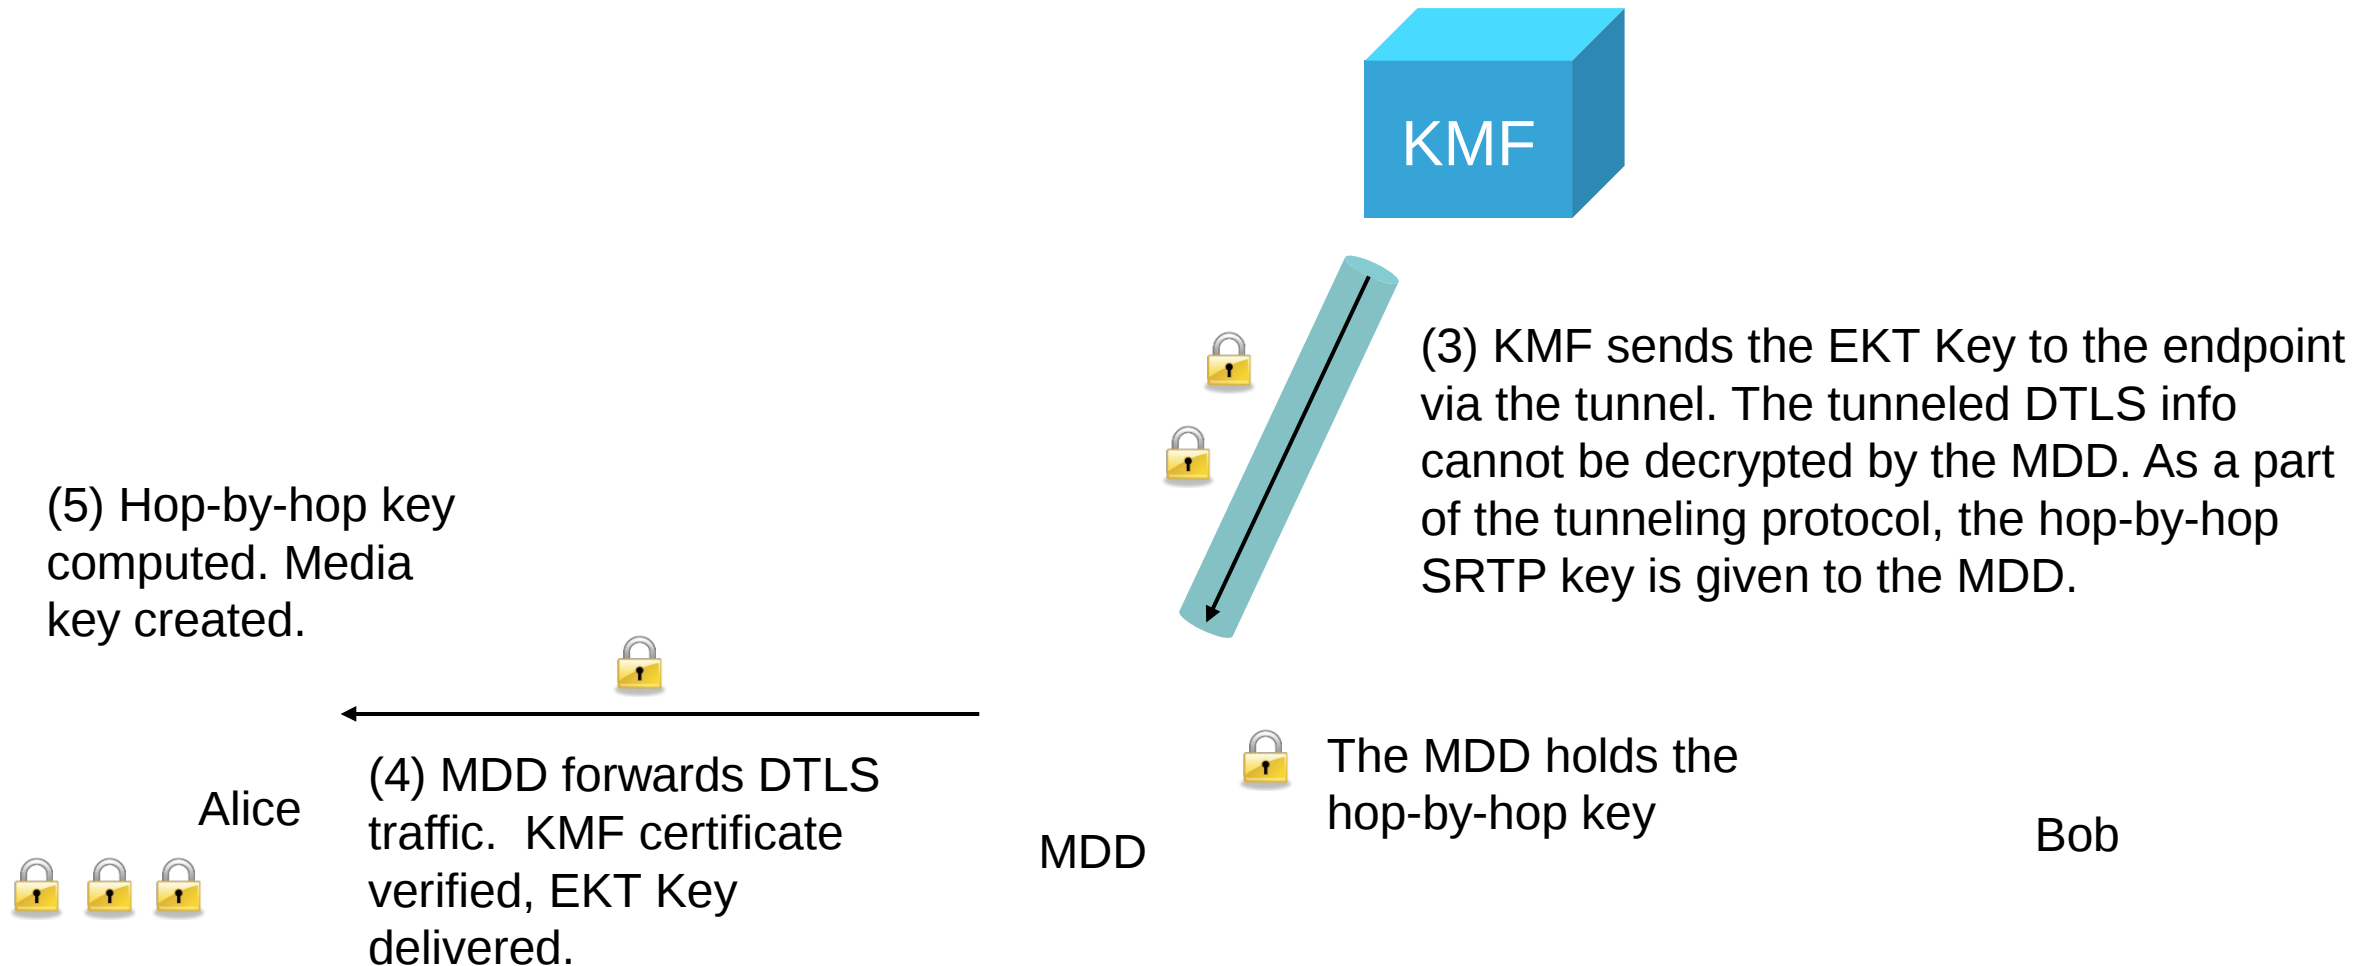 KMF
(3) KMF sends the EKT Key to the endpoint
via the tunnel. The tunneled DTLS info
cannot be decrypted by the MDD. As a part
of the tunneling protocol, the hop-by-hop
SRTP key is given to the MDD.
(5) Hop-by-hop key
computed. Media
key created.
(4) MDD forwards DTLS
traffic.  KMF certificate
verified, EKT Key
delivered.
Alice
MDD
The MDD holds the
hop-by-hop key
Bob